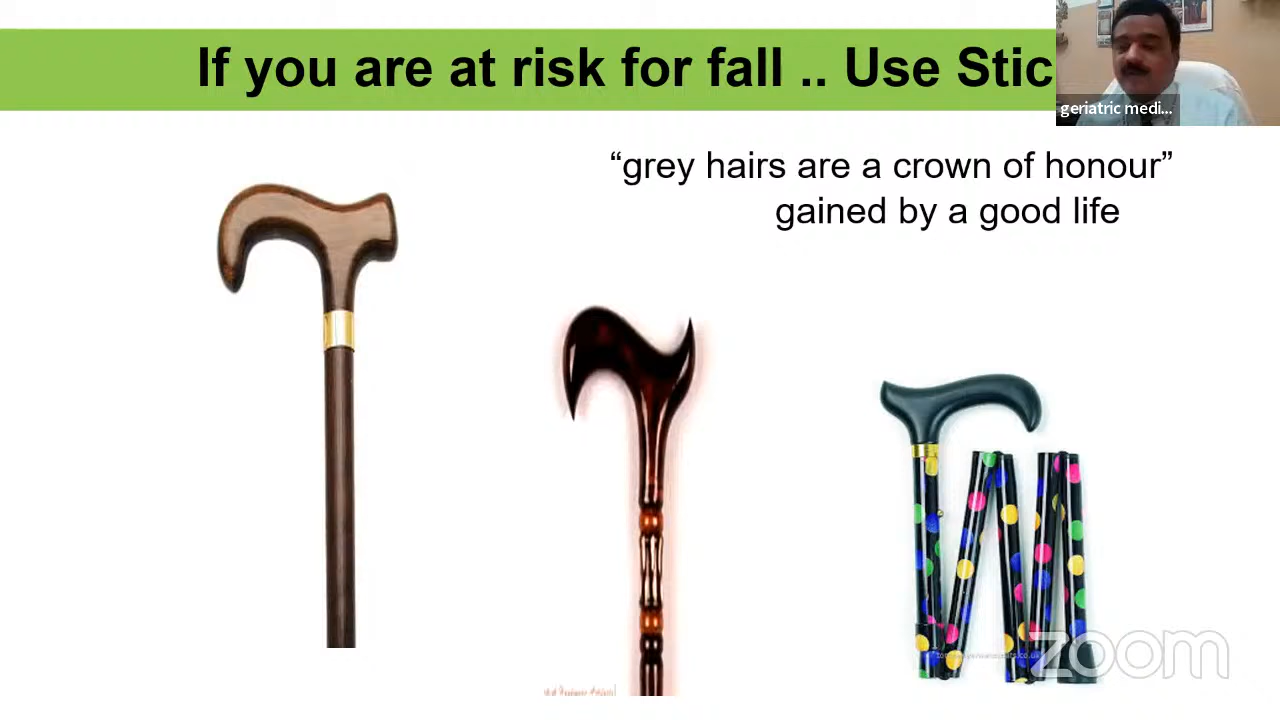 If you are at risk for fall .. Use Stic
geriatric medi...
“grey hairs are a crown of honour”
gained by a good life
zoom